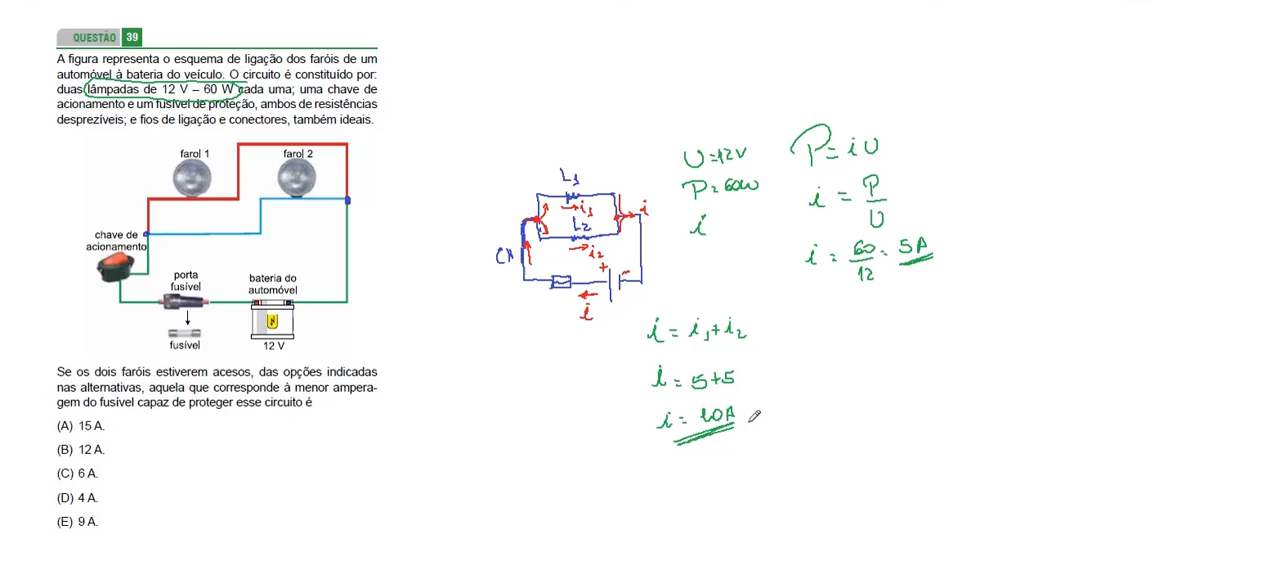 QUESTÃO 39
A figura representa o esquema de ligação dos faróis de um
automóvel à bateria do veículo. O circuito é constituído por:
duas lâmpadas de 12 V – 60 W cada uma; uma chave de
acionamento e um fusível de proteção, ambos de resistências
desprezíveis; e fios de ligação e conectores, também ideais.
farol 1
farol 2
chave de
acionamento
porta
fusível
bateria do
automóvel
fusível
12 V
Se os dois faróis estiverem acesos, das opções indicadas
nas alternativas, aquela que corresponde à menor ampera-
gem do fusível capaz de proteger esse circuito é
(A) 15 A.
(B) 12 A.
(C) 6 A.
(D) 4 A.
(E) 9 A.
L1
i1
i
L2
i2
CH
+ -
i
U = 12V
P = 60W
i
P = i U
i = P/U
i = 60/12 = 5A
i = i1 + i2
i = 5+5
i = 10A